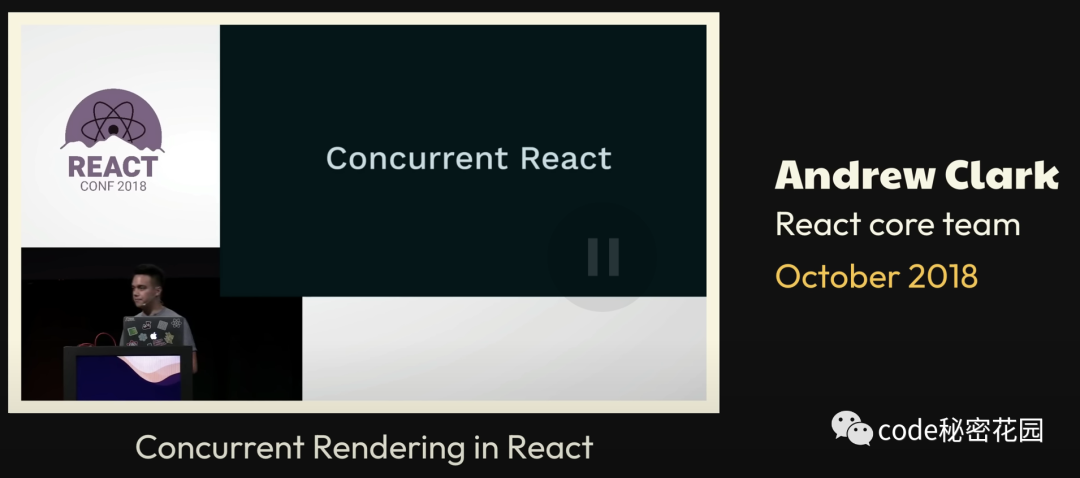 REACT
CONF 2018
Concurrent React
Andrew Clark
React core team
October 2018
Concurrent Rendering in React
code秘密花园